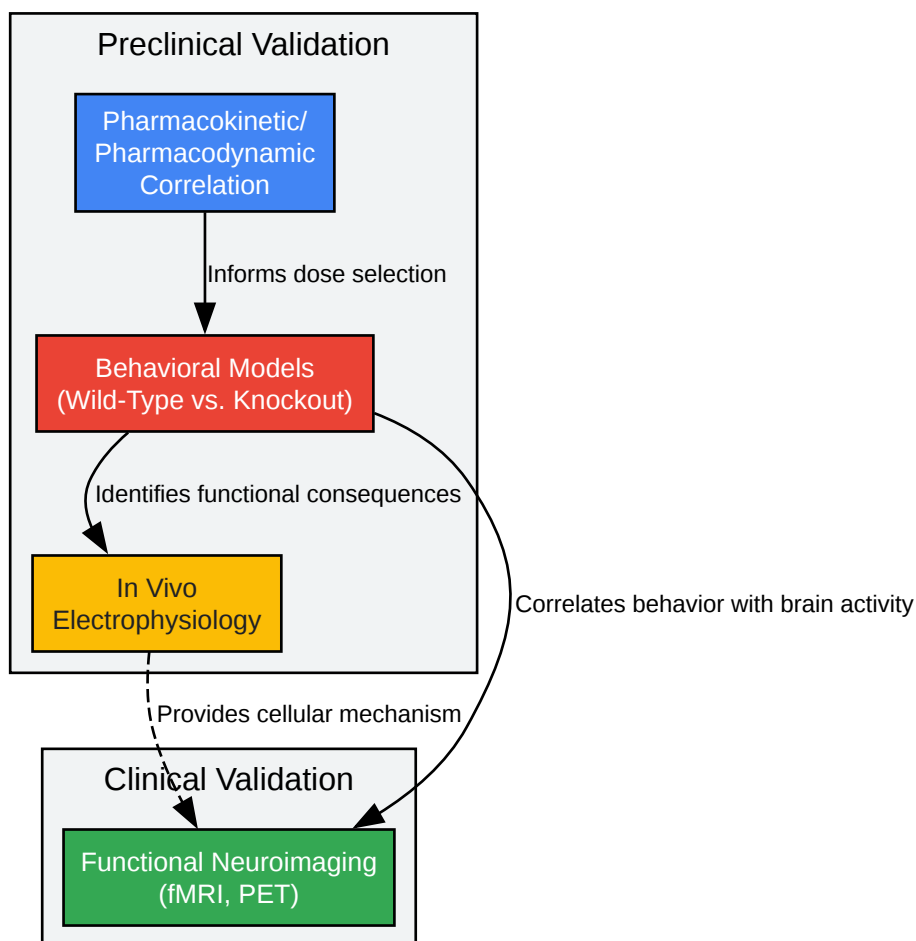 Preclinical Validation
Pharmacokinetic/
Pharmacodynamic
Correlation
Informs dose selection
Behavioral Models
(Wild-Type vs. Knockout)
Identifies functional consequences
In Vivo
Electrophysiology
Correlates behavior with brain activity
Provides cellular mechanism
Clinical Validation
Functional Neuroimaging
(fMRI, PET)